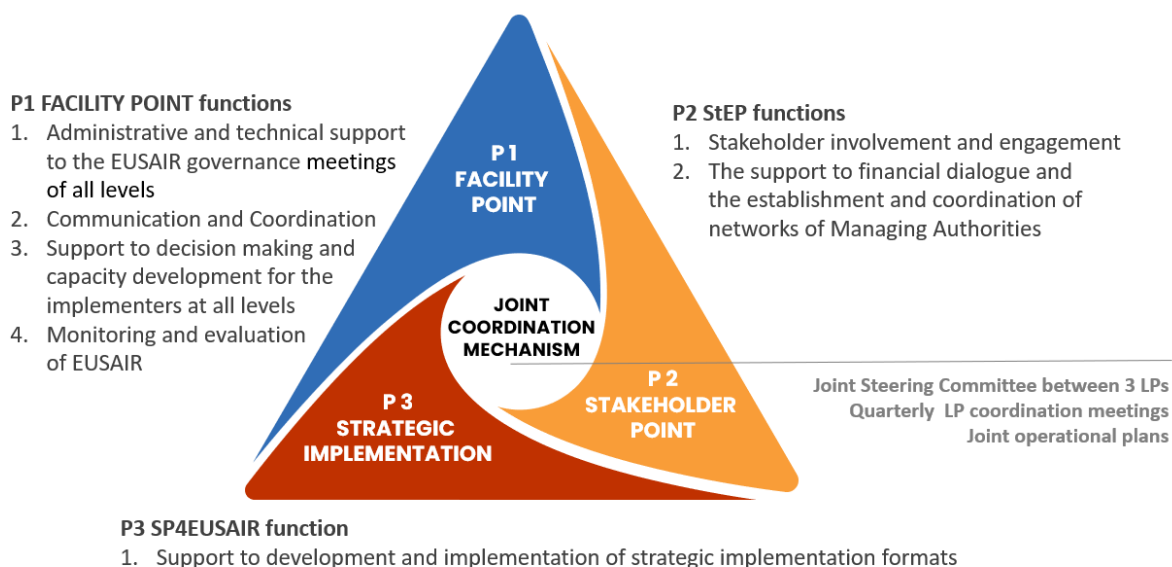 P1 FACILITY POINT functions
1. Administrative and technical support
to the EUSAIR governance meetings
of all levels
2. Communication and Coordination
3. Support to decision making and
capacity development for the
implementers at all levels
4. Monitoring and evaluation
of EUSAIR
P 1
FACILITY
POINT
P2 StEP functions
1. Stakeholder involvement and engagement
2. The support to financial dialogue and
the establishment and coordination of
networks of Managing Authorities
JOINT
COORDINATION
MECHANISM
P 2
STAKEHOLDER
POINT
Joint Steering Committee between 3 LPs
Quarterly LP coordination meetings
Joint operational plans
P 3
STRATEGIC
IMPLEMENTATION
P3 SP4EUSAIR function
1. Support to development and implementation of strategic implementation formats